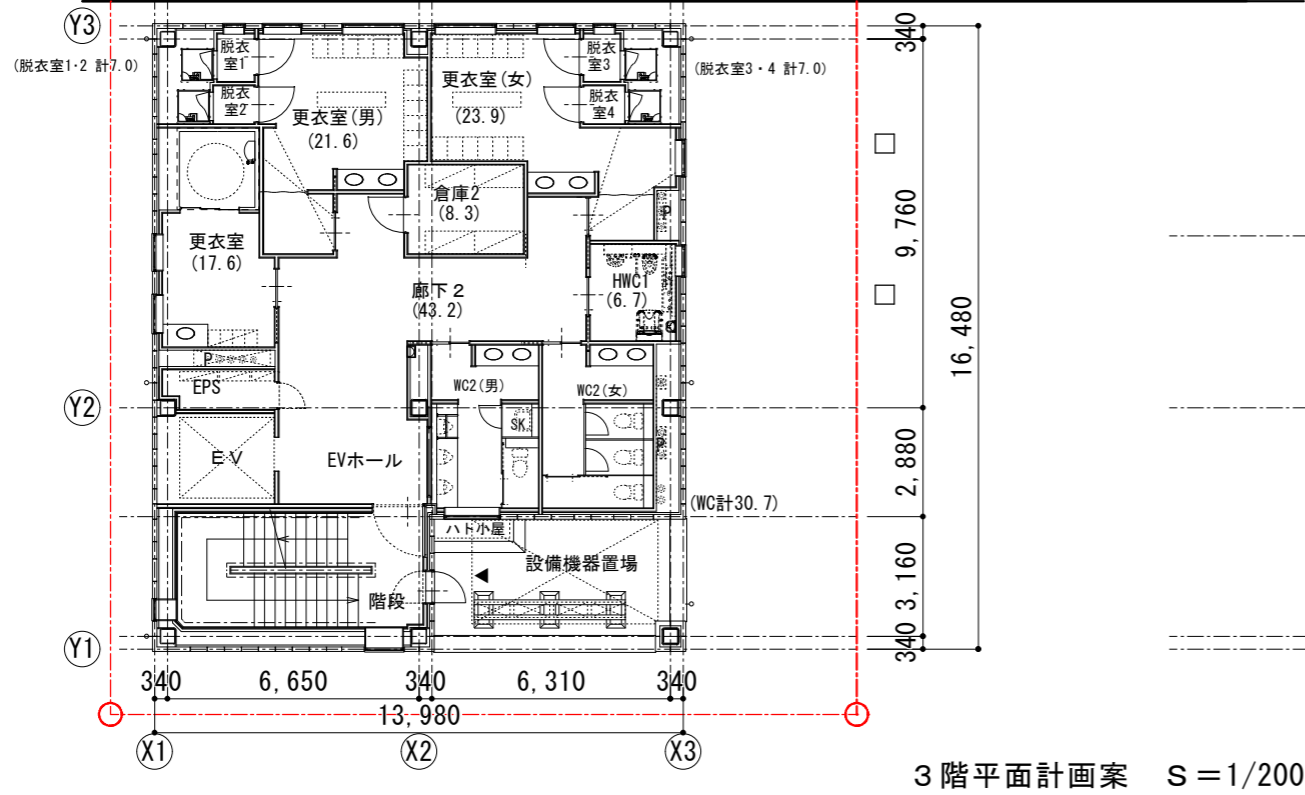 Y3
340
脱衣
室1
脱衣
室3
(脱衣室1・2 計7.0)
(脱衣室3・4 計7.0)
更衣室(女)
(23.9)
脱衣
室2
脱衣
室4
更衣室(男)
(21.6)
倉庫2
(8.3)
P
9,760
更衣室
(17.6)
HWC1
(6.7)
廊下2
(43.2)
16,480
P
EPS
WC2(男)
WC2(女)
Y2
SK
P
EV
EVホール
2,880
(WC計30.7)
ハト小屋
設備機器置場
3,160
階段
340
Y1
340
6,650
340
6,310
340
13,980
X1
X2
X3
3階平面計画案 S=1/200